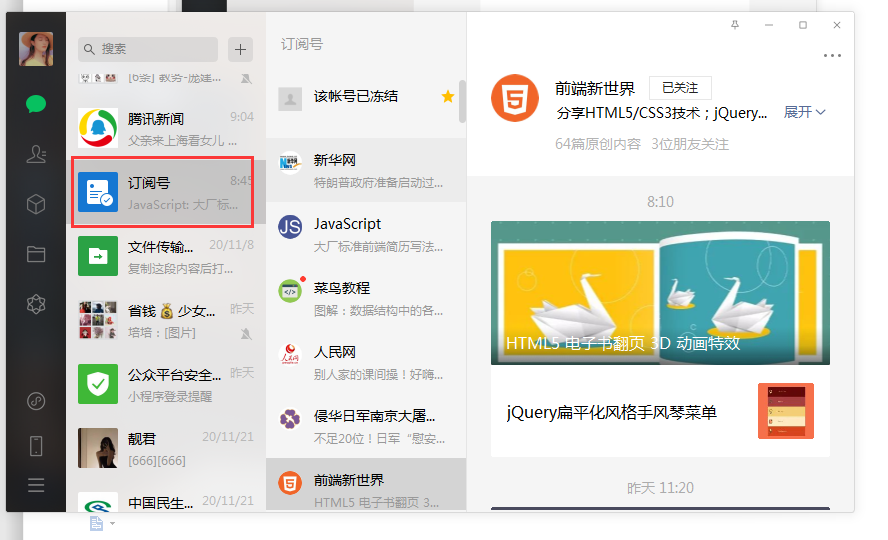 搜索
[6条] 教务-庞建...
腾讯新闻
9:04
父亲来上海看女儿 ...
订阅号
8:45
JavaScript: 大厂标...
文件传输...
20/11/8
复制这段内容后打...
省钱💰少女...
昨天
培培：[图片]
公众平台安全...
昨天
小程序登录提醒
靓君
20/11/21
[666][666]
中国民生...
20/11/21
订阅号
该帐号已冻结
新华网
特朗普政府准备启动过...
JS
JavaScript
大厂标准前端简历写法...
菜鸟教程
图解：数据结构中的各...
人民网
人民网
别人家的课间操！好嗨...
侵华日军南京大屠...
不足20位！日军“慰安...
5
前端新世界
HTML5 电子书翻页 3...
5
前端新世界
已关注
分享HTML5/CSS3技术；jQuery...
展开
64篇原创内容 3位朋友关注
8:10
HTML5 电子书翻页 3D 动画特效
jQuery扁平化风格手风琴菜单
昨天 11:20